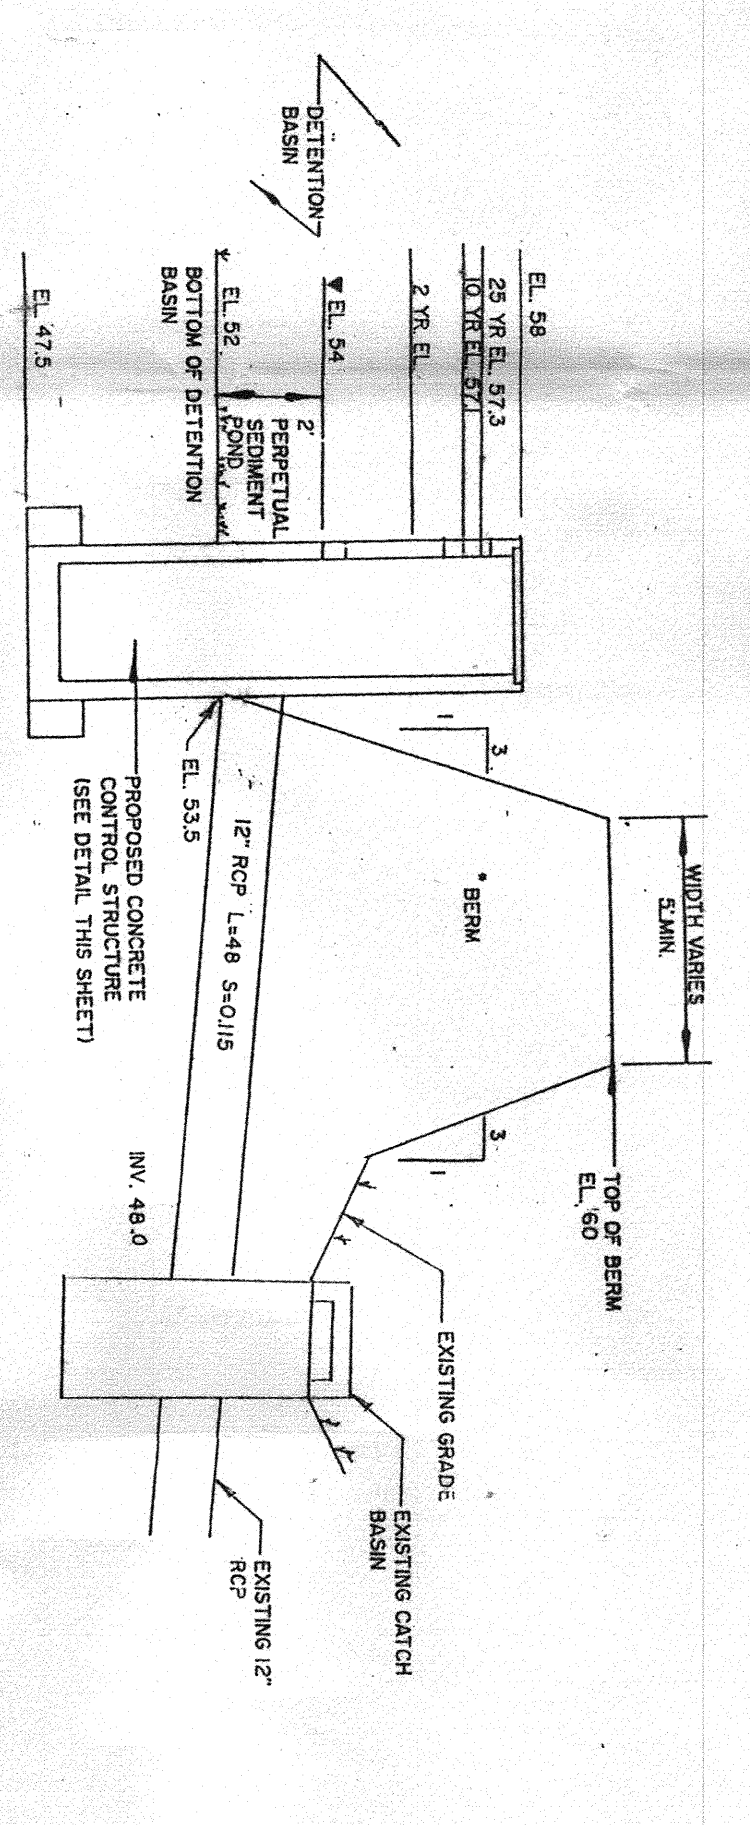 WIDTH VARIES
5' MIN.
TOP OF BERM
EL. 60
EL. 58
25 YR EL. 57.3
10 YR EL. 57.1
2 YR EL.
EL. 54
DETENTION
BASIN
2'
PERPETUAL
SEDIMENT
POND
EL. 52
BOTTOM OF DETENTION
BASIN
EL. 47.5
1
3
BERM
3
1
12" RCP L=48 S=0.115
EL. 53.5
PROPOSED CONCRETE
CONTROL STRUCTURE
(SEE DETAIL THIS SHEET)
INV. 48.0
EXISTING GRADE
EXISTING CATCH
BASIN
EXISTING 12"
RCP